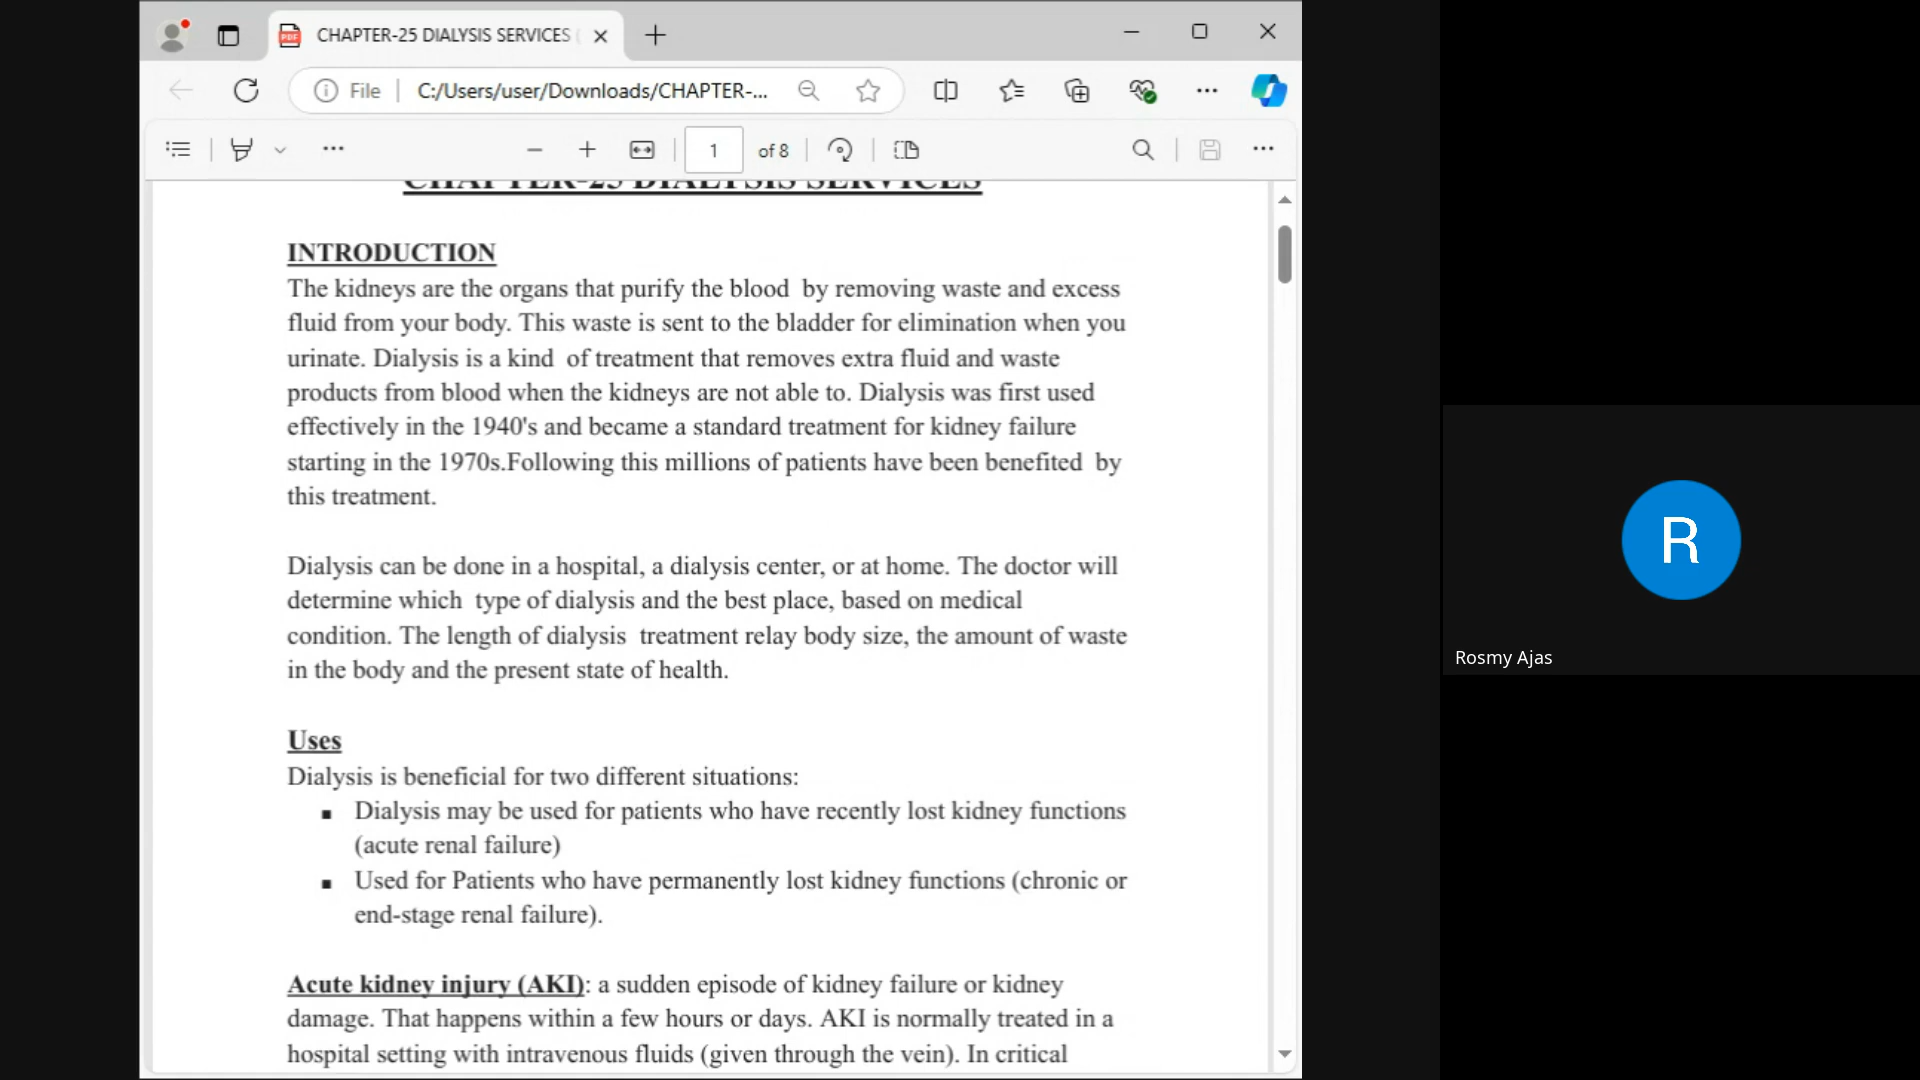 CHAPTER-25 DIALYSIS SERVICES (
File
C:/Users/user/Downloads/CHAPTER-...
1
of 8
CHAPTER-25 DIALYSIS SERVICES
INTRODUCTION
The kidneys are the organs that purify the blood  by removing waste and excess
fluid from your body. This waste is sent to the bladder for elimination when you
urinate. Dialysis is a kind  of treatment that removes extra fluid and waste
products from blood when the kidneys are not able to. Dialysis was first used
effectively in the 1940's and became a standard treatment for kidney failure
starting in the 1970s.Following this millions of patients have been benefited  by
this treatment.
Dialysis can be done in a hospital, a dialysis center, or at home. The doctor will
determine which  type of dialysis and the best place, based on medical
condition. The length of dialysis  treatment relay body size, the amount of waste
in the body and the present state of health.
Uses
Dialysis is beneficial for two different situations:
▪ Dialysis may be used for patients who have recently lost kidney functions
(acute renal failure)
▪ Used for Patients who have permanently lost kidney functions (chronic or
end-stage renal failure).
Acute kidney injury (AKI): a sudden episode of kidney failure or kidney
damage. That happens within a few hours or days. AKI is normally treated in a
hospital setting with intravenous fluids (given through the vein). In critical
R
Rosmy Ajas